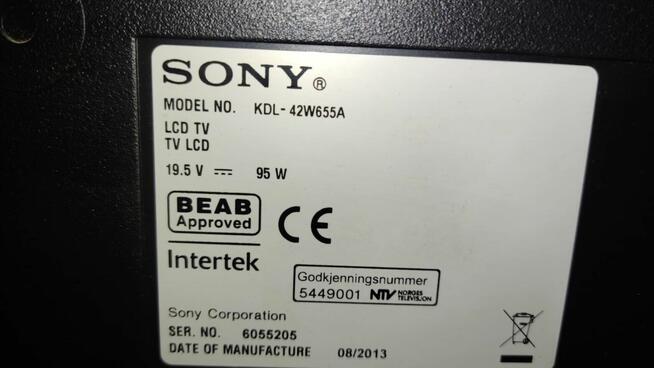 SONY®
MODEL NO. KDL-42W655A
LCD TV
TV LCD
19.5 V ⎓ 95 W
BEAB
Approved
CE
Intertek
Godkjenningsnummer
5449001 NTV NORGES TELEVISJON
Sony Corporation
SER. NO. 6055205
DATE OF MANUFACTURE 08/2013